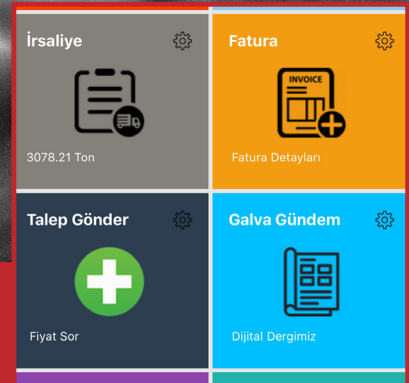 İrsaliye
Fatura
INVOICE
3078.21 Ton
Fatura Detayları
Talep Gönder
Galva Gündem
Fiyat Sor
Dijital Dergimiz